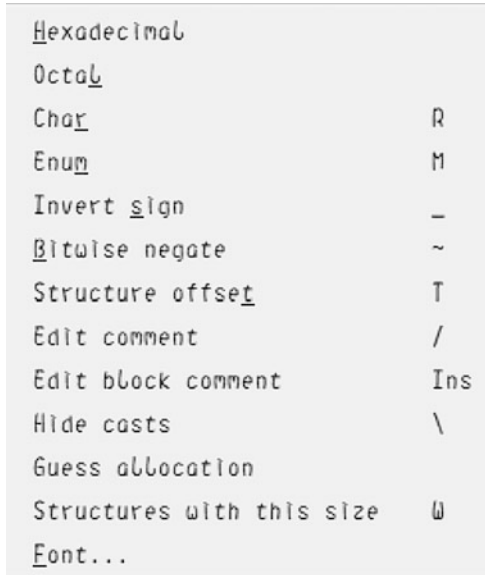 Hexadecimal
Octal
Char R
Enum M
Invert sign _
Bitwise negate ~
Structure offset T
Edit comment /
Edit block comment Ins
Hide casts \
Guess allocation
Structures with this size W
Font...